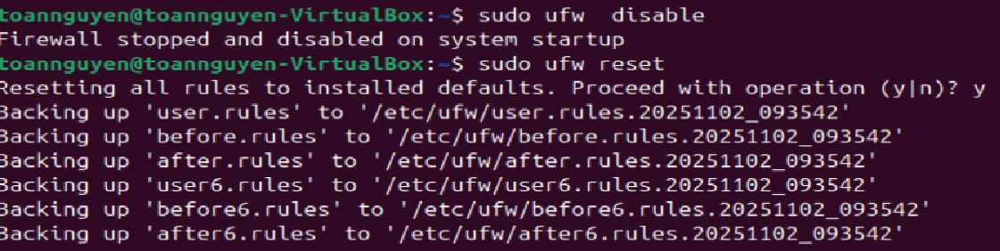 toannguyen@toannguyen-VirtualBox:~$ sudo ufw  disable
Firewall stopped and disabled on system startup
toannguyen@toannguyen-VirtualBox:~$ sudo ufw reset
Resetting all rules to installed defaults. Proceed with operation (y|n)? y
Backing up 'user.rules' to '/etc/ufw/user.rules.20251102_093542'
Backing up 'before.rules' to '/etc/ufw/before.rules.20251102_093542'
Backing up 'after.rules' to '/etc/ufw/after.rules.20251102_093542'
Backing up 'user6.rules' to '/etc/ufw/user6.rules.20251102_093542'
Backing up 'before6.rules' to '/etc/ufw/before6.rules.20251102_093542'
Backing up 'after6.rules' to '/etc/ufw/after6.rules.20251102_093542'